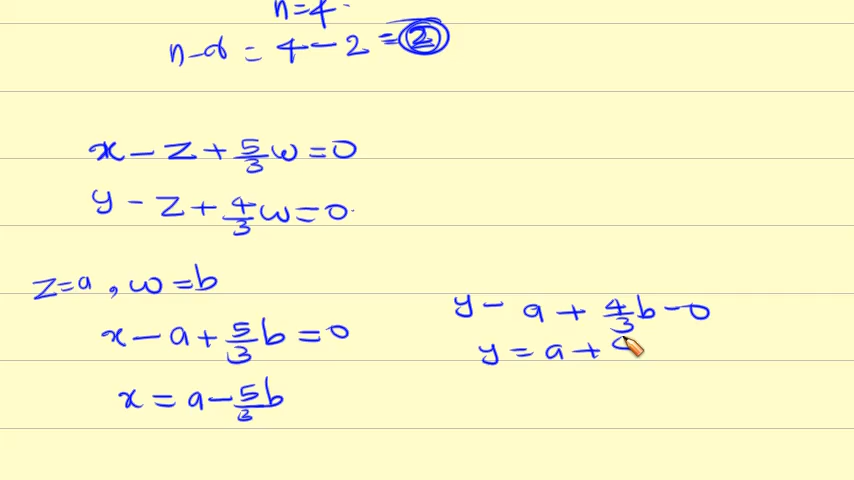 n=4
n-r = 4-2 = 2
x - z + 5/3 w = 0
y - z + 4/3 w = 0
z=a, w=b
x - a + 5/3 b = 0
x = a - 5/3 b
y - a + 4/3 b - 0
y = a +